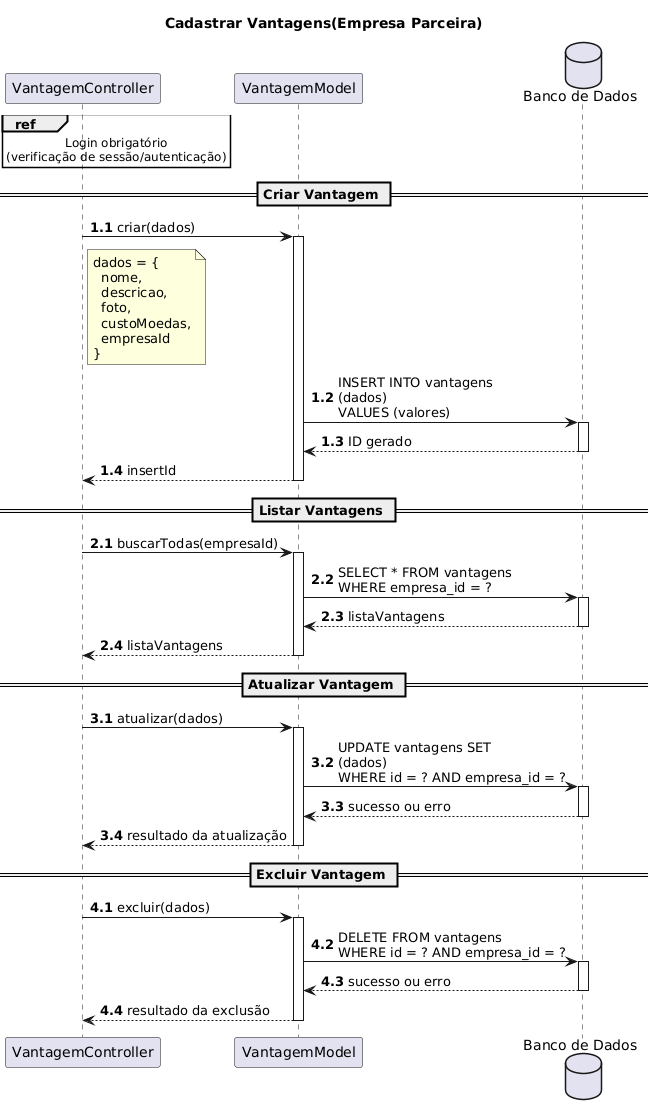 Cadastrar Vantagens(Empresa Parceira)
VantagemController
VantagemModel
Banco de Dados
ref
Login obrigatório
(verificação de sessão/autenticação)
Criar Vantagem
1.1 criar(dados)
dados = {
nome,
descricao,
foto,
custoMoedas,
empresaId
}
1.2 INSERT INTO vantagens
(dados)
VALUES (valores)
1.3 ID gerado
1.4 insertId
Listar Vantagens
2.1 buscarTodas(empresaId)
2.2 SELECT * FROM vantagens
WHERE empresa_id = ?
2.3 listaVantagens
2.4 listaVantagens
Atualizar Vantagem
3.1 atualizar(dados)
3.2 UPDATE vantagens SET
(dados)
WHERE id = ? AND empresa_id = ?
3.3 sucesso ou erro
3.4 resultado da atualização
Excluir Vantagem
4.1 excluir(dados)
4.2 DELETE FROM vantagens
WHERE id = ? AND empresa_id = ?
4.3 sucesso ou erro
4.4 resultado da exclusão
VantagemController
VantagemModel
Banco de Dados